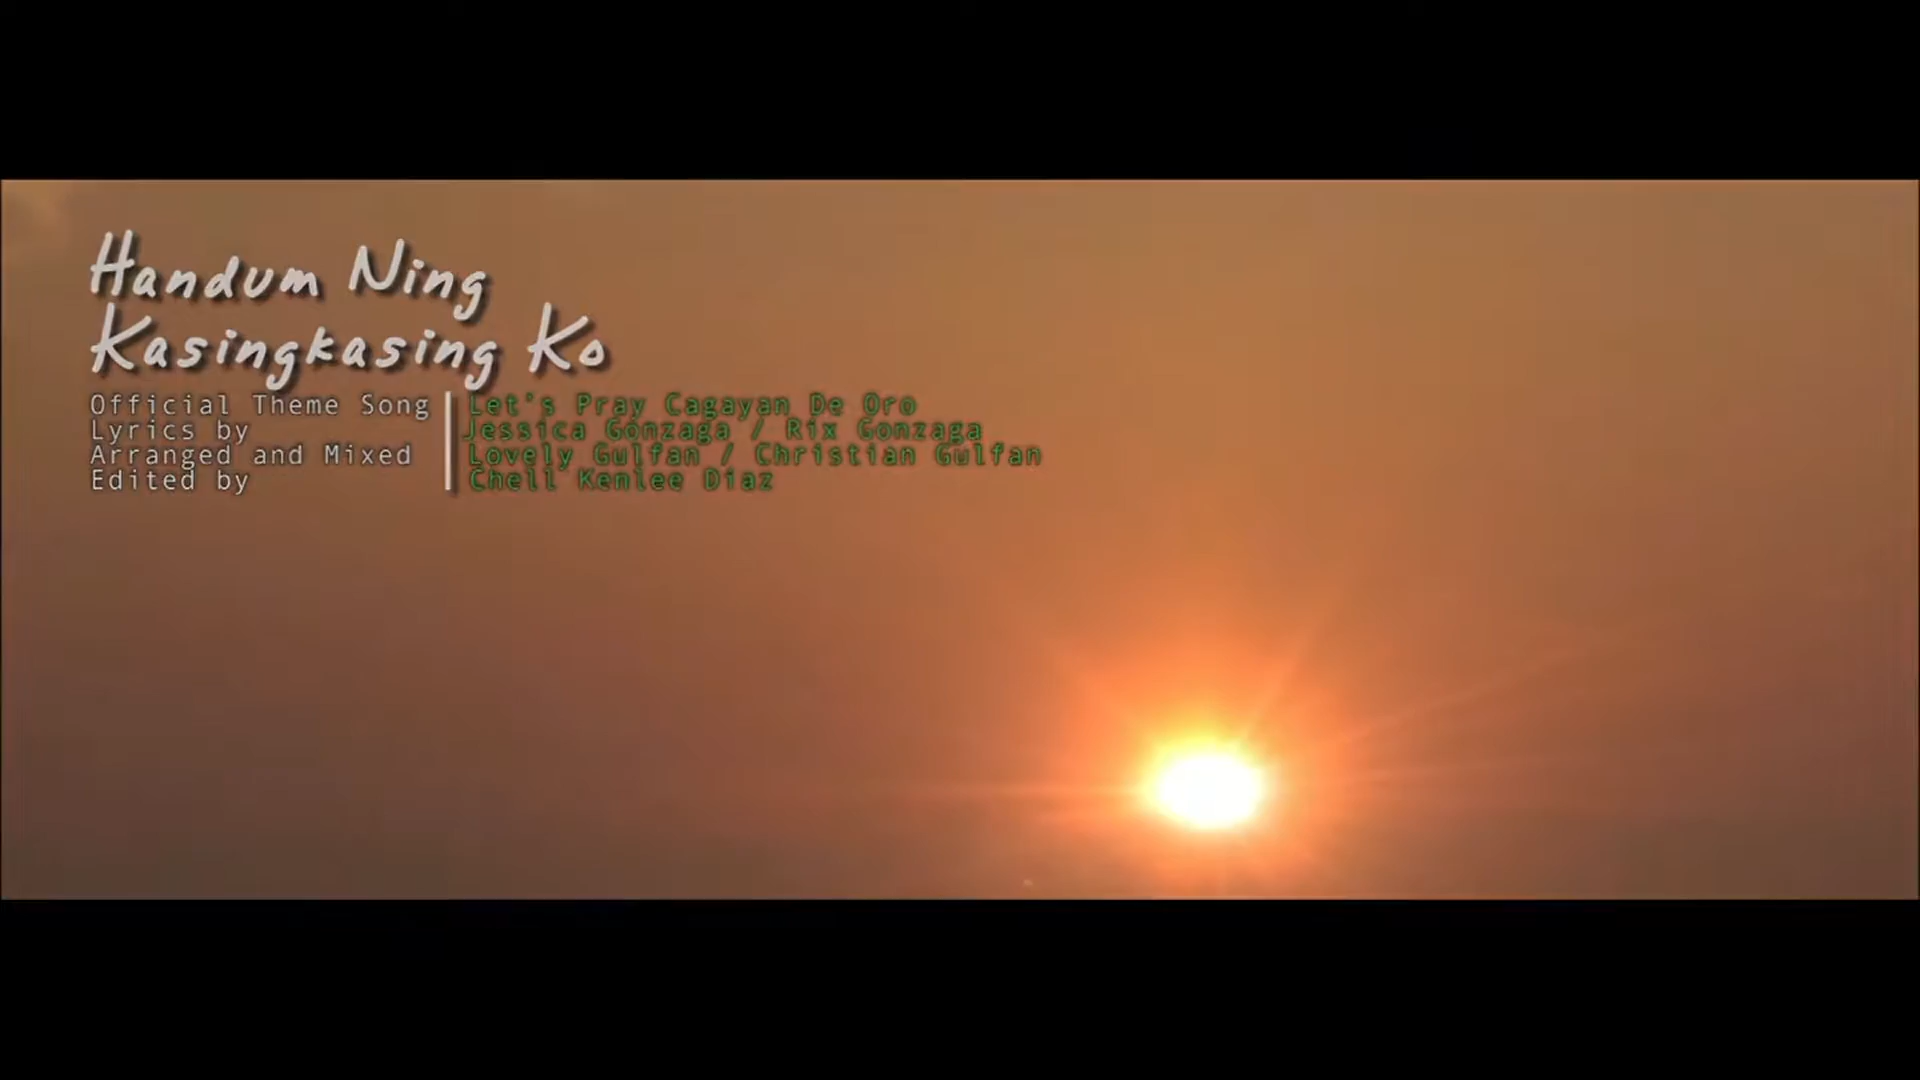 Handum Ning
Kasingkasing Ko
Official Theme Song | Let's Pray Cagayan De Oro
Lyrics by | Jessica Gonzaga / Rix Gonzaga
Arranged and Mixed | Lovely Gulfan / Christian Gulfan
Edited by | Chell Kenlee Diaz